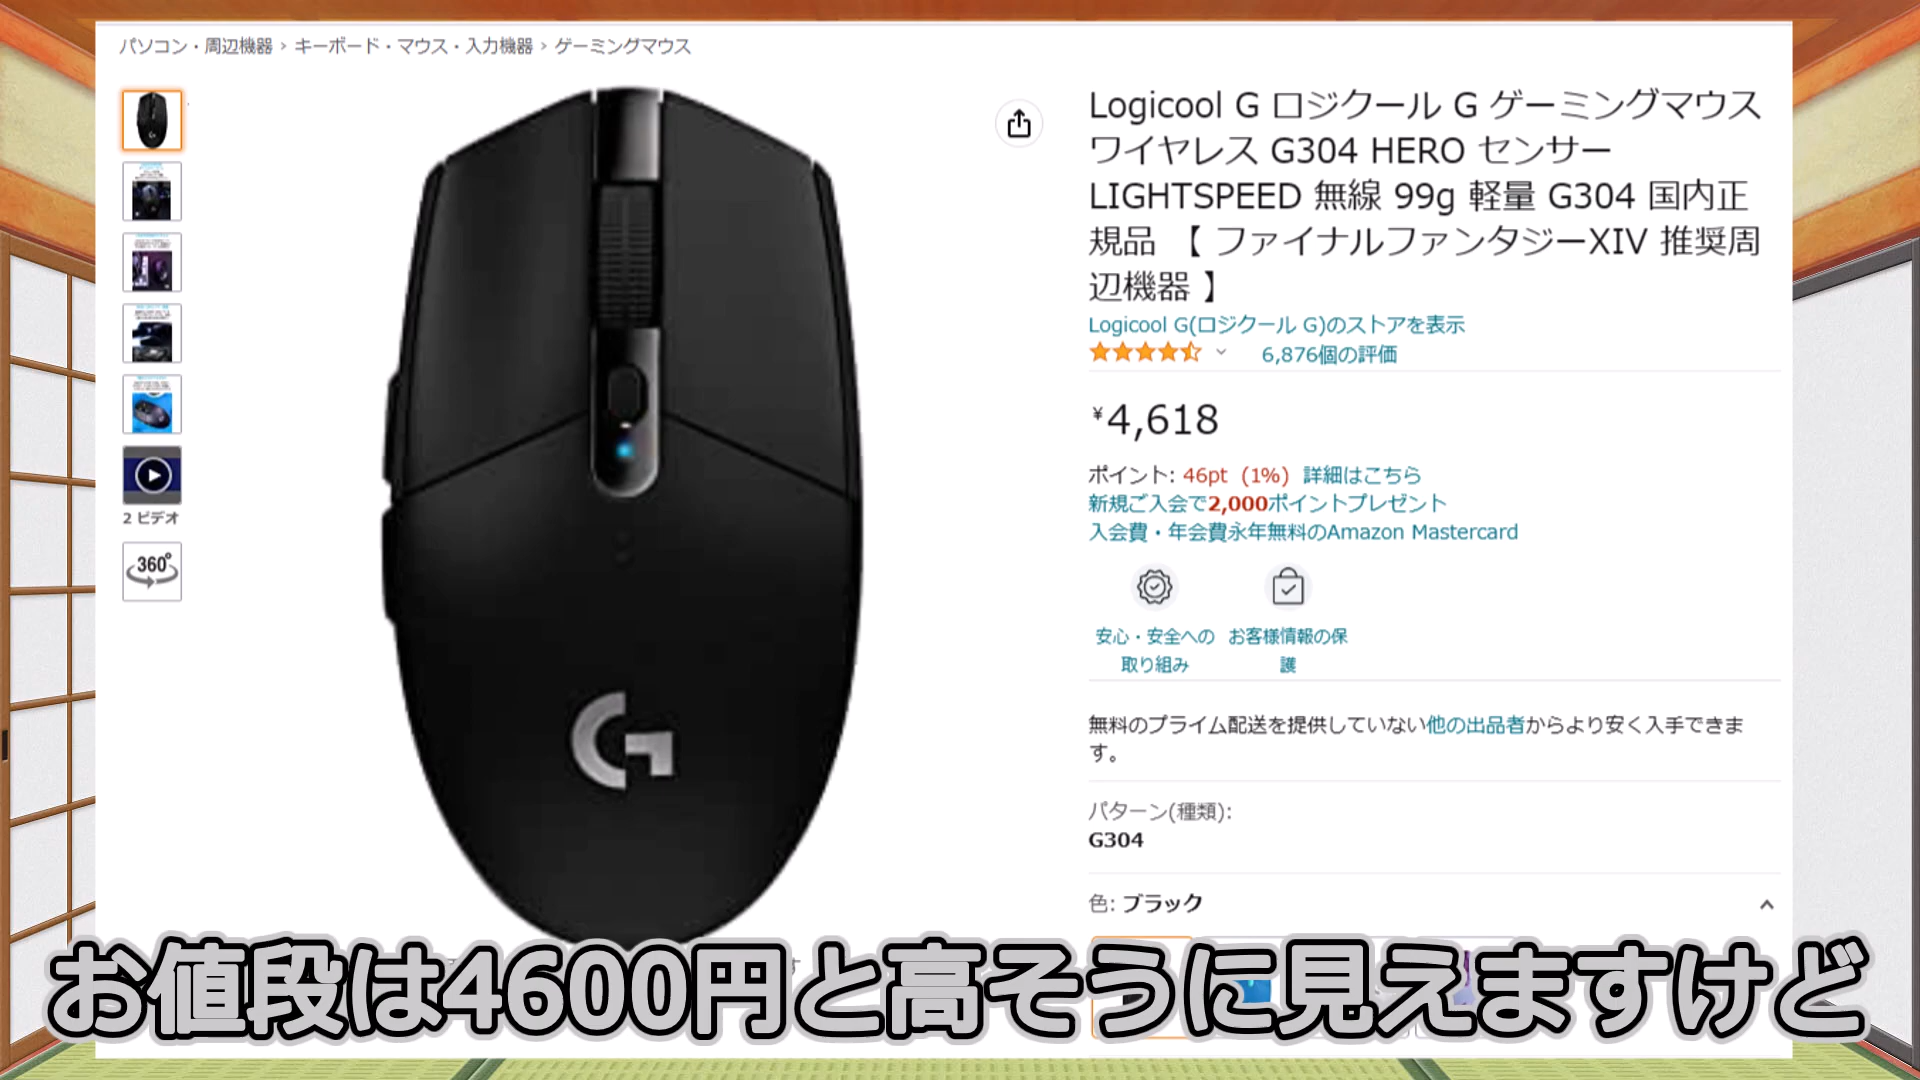 パソコン・周辺機器 › キーボード・マウス・入力機器 › ゲーミングマウス
Logicool G ロジクール G ゲーミングマウス
ワイヤレス G304 HERO センサー
LIGHTSPEED 無線 99g 軽量 G304 国内正
規品 【 ファイナルファンタジーXIV 推奨周
辺機器 】
Logicool G(ロジクール G)のストアを表示
6,876個の評価
¥4,618
ポイント: 46pt (1%) 詳細はこちら
新規ご入会で2,000ポイントプレゼント
入会費・年会費永年無料のAmazon Mastercard
安心・安全への
取り組み
お客様情報の保
護
無料のプライム配送を提供していない他の出品者からより安く入手できま
す。
パターン(種類):
G304
色: ブラック
2 ビデオ
360°
G
お値段は4600円と高そうに見えますけど